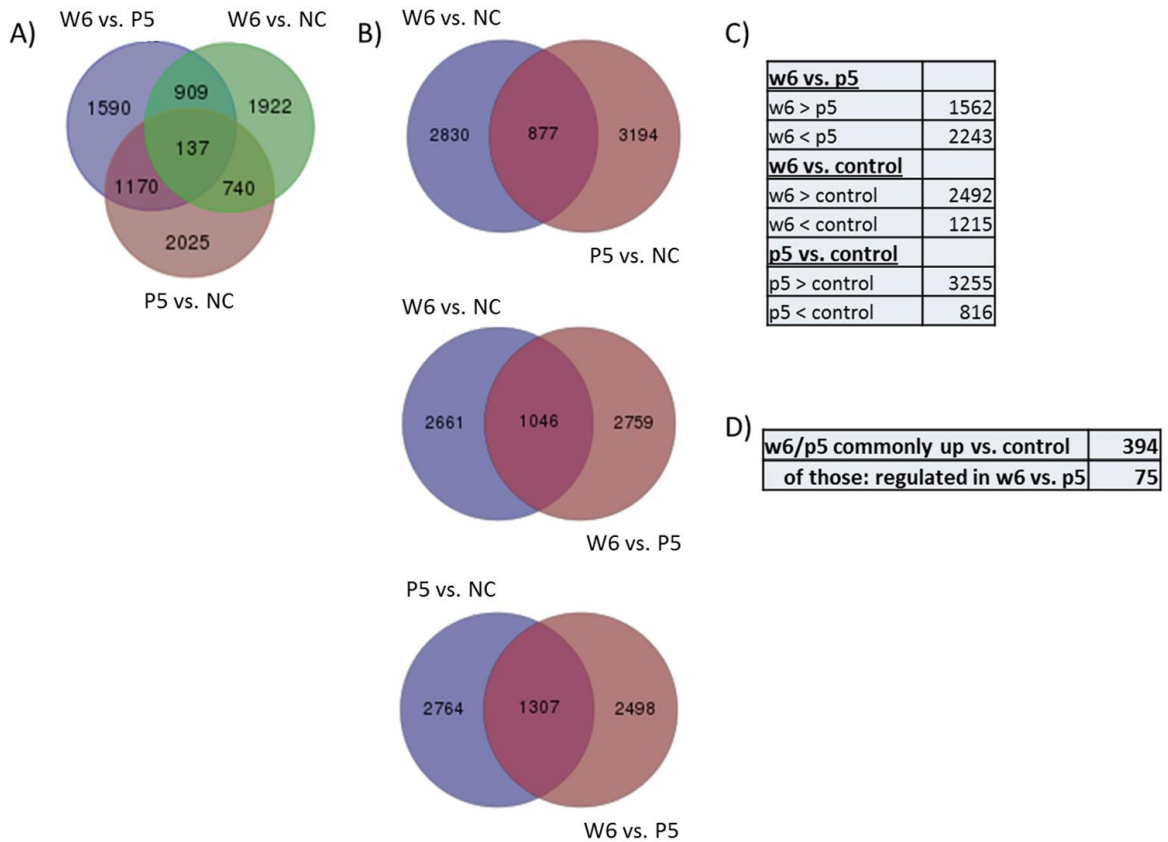 A)
W6 vs. P5
W6 vs. NC
1590
909
1922
137
1170
740
2025
P5 vs. NC
B)
W6 vs. NC
2830
877
3194
P5 vs. NC
W6 vs. NC
2661
1046
2759
W6 vs. P5
P5 vs. NC
2764
1307
2498
W6 vs. P5
C)
w6 vs. p5
w6 > p5 1562
w6 < p5 2243
w6 vs. control
w6 > control 2492
w6 < control 1215
p5 vs. control
p5 > control 3255
p5 < control 816
D)
w6/p5 commonly up vs. control 394
of those: regulated in w6 vs. p5 75